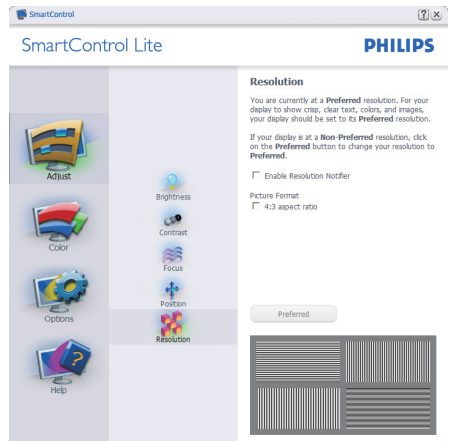 SmartControl
SmartControl Lite
PHILIPS
Adjust
Color
Options
Help
Brightness
Contrast
Focus
Position
Resolution
Resolution
You are currently at a Preferred resolution. For your
display to show crisp, clear text, colors, and images,
your display should be set to its Preferred resolution.
If your display is at a Non-Preferred resolution, click
on the Preferred button to change your resolution to
Preferred.
Enable Resolution Notifier
Picture Format
4:3 aspect ratio
Preferred